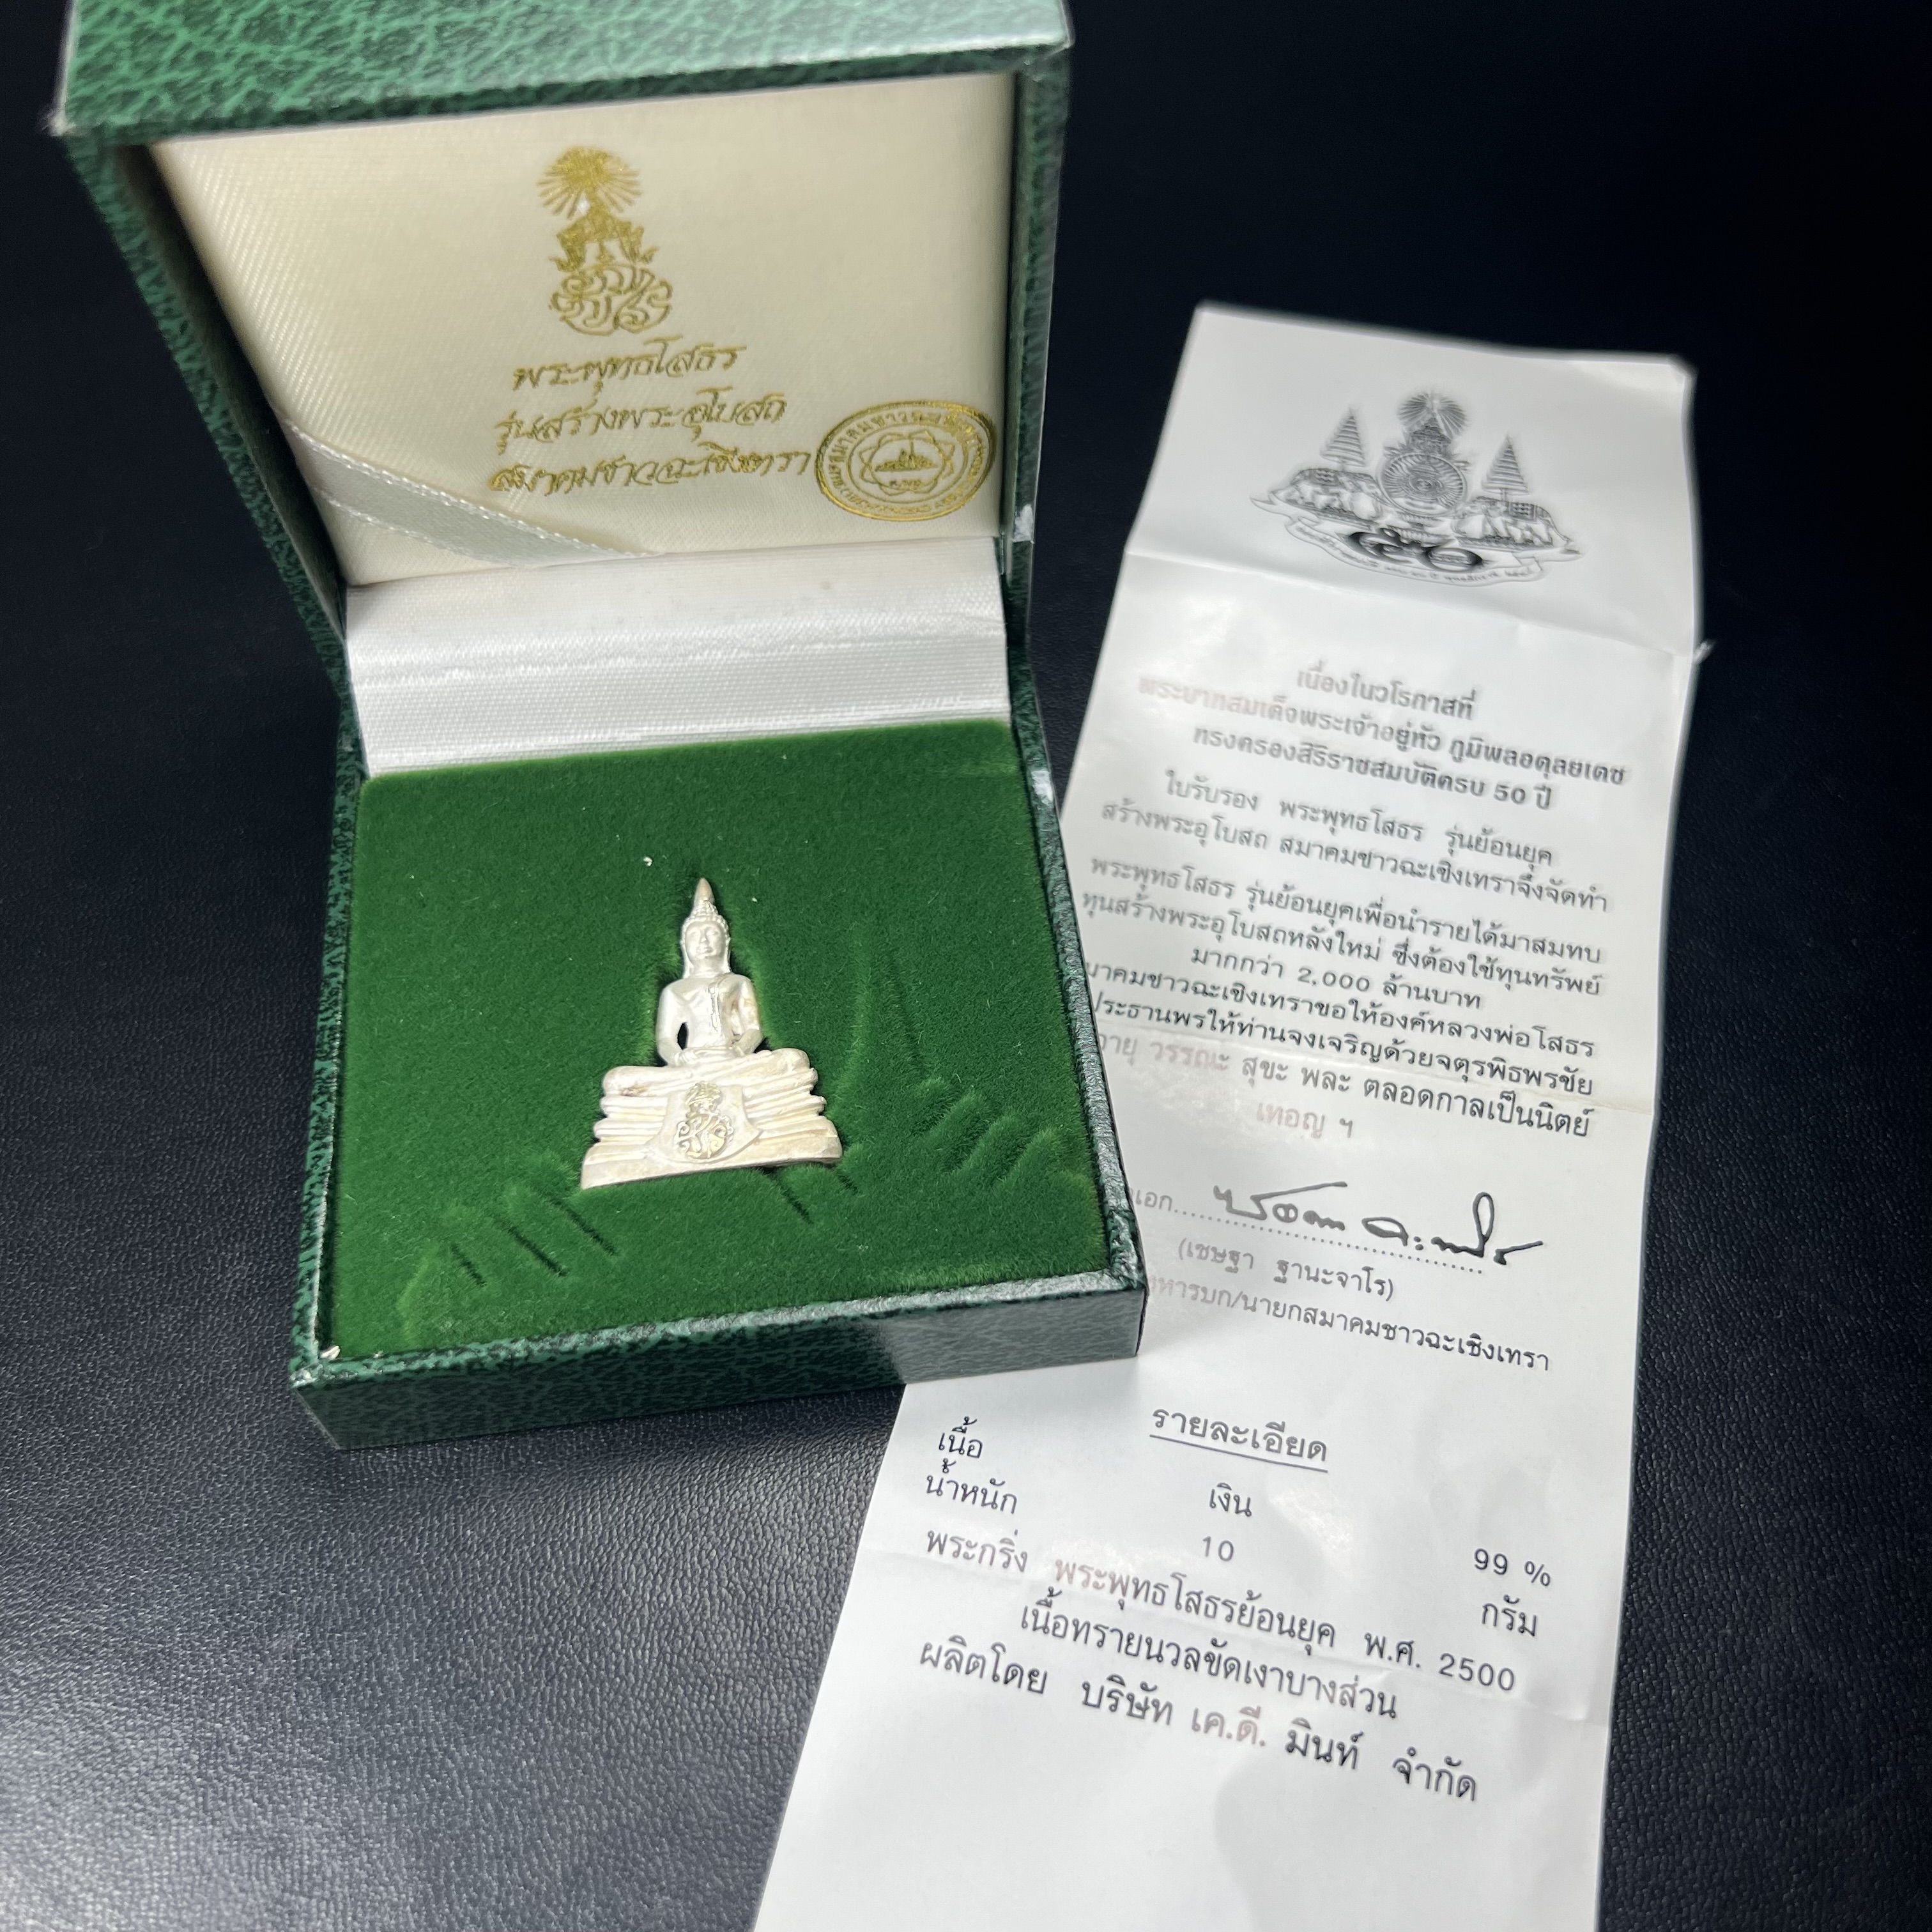 พระพุทธโสธร
รุ่นสร้างพระอุโบสถ
สมาคมชาวฉะเชิงเทรา
๕๐
เนื่องในวโรกาสที่
พระบาทสมเด็จพระเจ้าอยู่หัว ภูมิพลอดุลยเดช
ทรงครองสิริราชสมบัติครบ 50 ปี
ใบรับรอง พระพุทธโสธร รุ่นย้อนยุค
สร้างพระอุโบสถ สมาคมชาวฉะเชิงเทราจึงจัดทำ
พระพุทธโสธร รุ่นย้อนยุคเพื่อนำรายได้มาสมทบ
ทุนสร้างพระอุโบสถหลังใหม่ ซึ่งต้องใช้ทุนทรัพย์
มากกว่า 2,000 ล้านบาท
มาคมชาวฉะเชิงเทราขอให้องค์หลวงพ่อโสธร
ประธานพรให้ท่านจงเจริญด้วยจตุรพิธพรชัย
อายุ วรรณะ สุขะ พละ ตลอดกาลเป็นนิตย์
เทอญ ฯ
เอก
(เชษฐา ฐานะจาโร)
ทหารบก/นายกสมาคมชาวฉะเชิงเทรา
รายละเอียด
เนื้อ เงิน 99 %
น้ำหนัก 10 กรัม
พระกริ่ง พระพุทธโสธรย้อนยุค พ.ศ. 2500
เนื้อทรายนวลขัดเงาบางส่วน
ผลิตโดย บริษัท เค.ดี. มินท์ จำกัด